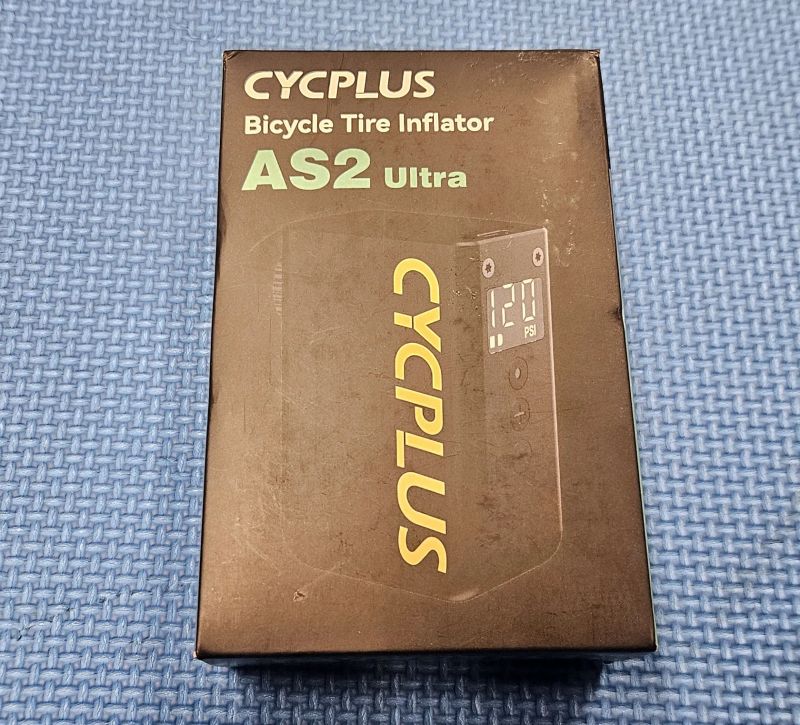 CYCPLUS
Bicycle Tire Inflator
AS2 Ultra
CYCPLUS
120
PSI